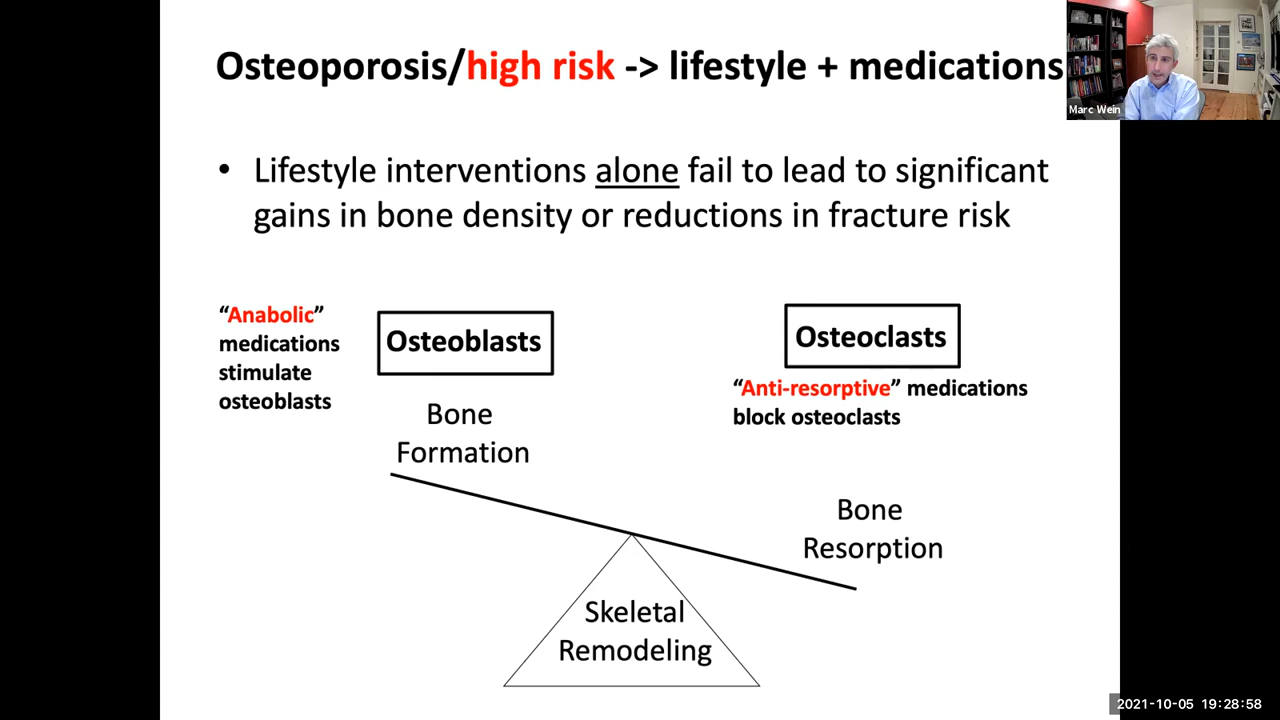 Osteoporosis/high risk -> lifestyle + medications
Marc Wein
• Lifestyle interventions alone fail to lead to significant
gains in bone density or reductions in fracture risk
“Anabolic”
medications
stimulate
osteoblasts
Osteoblasts
Bone
Formation
Osteoclasts
“Anti-resorptive” medications
block osteoclasts
Bone
Resorption
Skeletal
Remodeling
2021-10-05 19:28:58